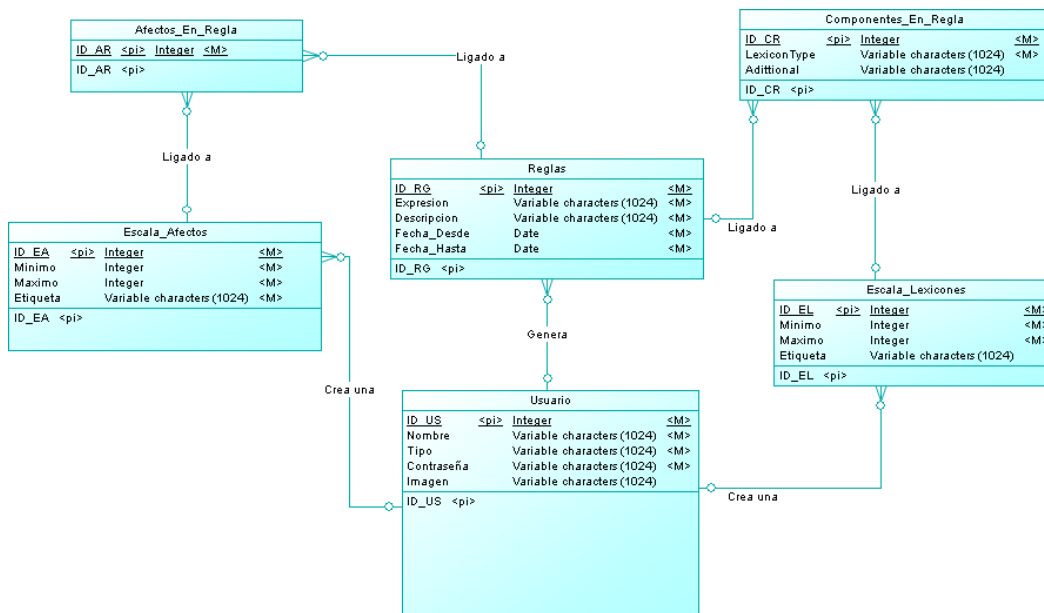 Afectos_En_Regla
ID_AR <pi> Integer <M>
ID_AR <pi>
Componentes_En_Regla
ID_CR <pi> Integer <M>
LexiconType Variable characters (1024) <M>
Adittional Variable characters (1024)
ID_CR <pi>
Ligado a
Ligado a
Reglas
ID_RG <pi> Integer <M>
Expresion Variable characters (1024) <M>
Descripcion Variable characters (1024) <M>
Fecha_Desde Date <M>
Fecha_Hasta Date <M>
ID_RG <pi>
Ligado a
Ligado a
Escala_Afectos
ID_EA <pi> Integer <M>
Minimo Integer <M>
Maximo Integer <M>
Etiqueta Variable characters (1024) <M>
ID_EA <pi>
Escala_Lexicones
ID_EL <pi> Integer <M>
Minimo Integer <M>
Maximo Integer <M>
Etiqueta Variable characters (1024)
ID_EL <pi>
Genera
Crea una
Usuario
ID_US <pi> Integer <M>
Nombre Variable characters (1024) <M>
Tipo Variable characters (1024) <M>
Contraseña Variable characters (1024) <M>
Imagen Variable characters (1024)
ID_US <pi>
Crea una